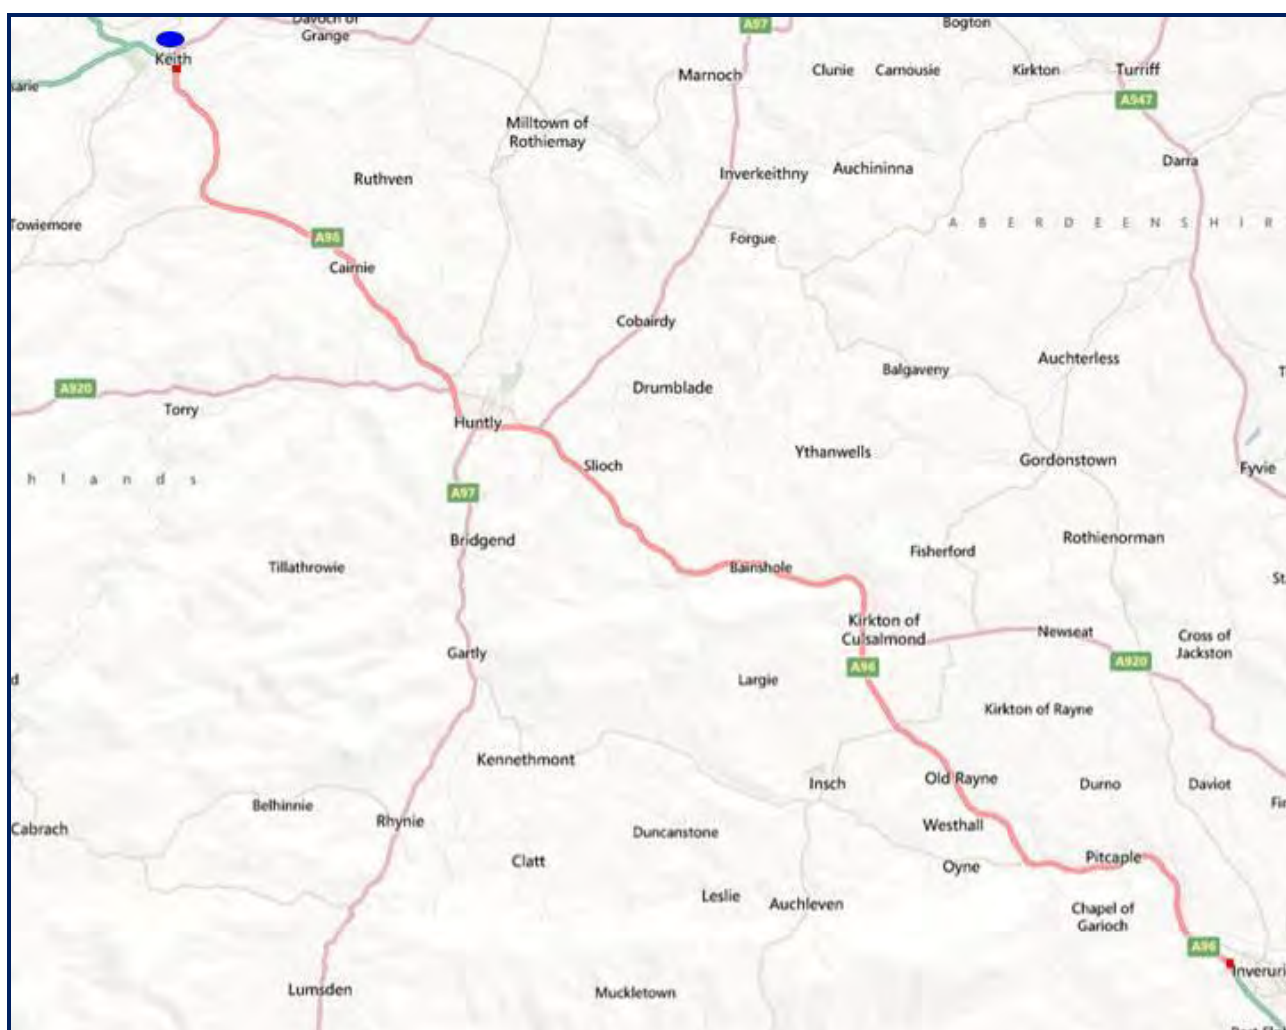 Davoch of
Grange
A97
Bogton
Keith
arie
Marnoch
Clunie
Carnousie
Kirkton
Turriff
A947
Milltown of
Rothiemay
Darra
Ruthven
Inverkeithny
Auchininna
Towiemore
A B E R D E E N S H I R
A96
Forgue
Cairnie
Cobairdy
Auchterless
Balgaveny
A920
Drumblade
T
Torry
Huntly
Ythanwells
Slioch
Gordonstown
Fyvie
h l a n d s
A97
Bridgend
Rothienorman
Fisherford
Tillathrowie
Bainshole
St
Kirkton of
Culsalmond
Newseat
Cross of
Jackston
Gartly
A96
A920
d
Largie
Kirkton of Rayne
Kennethmont
Insch
Old Rayne
Durno
Daviot
Belhinnie
Fi
Rhynie
Westhall
Cabrach
Duncanstone
Clatt
Oyne
Pitcaple
Leslie
Auchleven
Chapel of
Garioch
A96
Inveruri
Lumsden
Muckletown